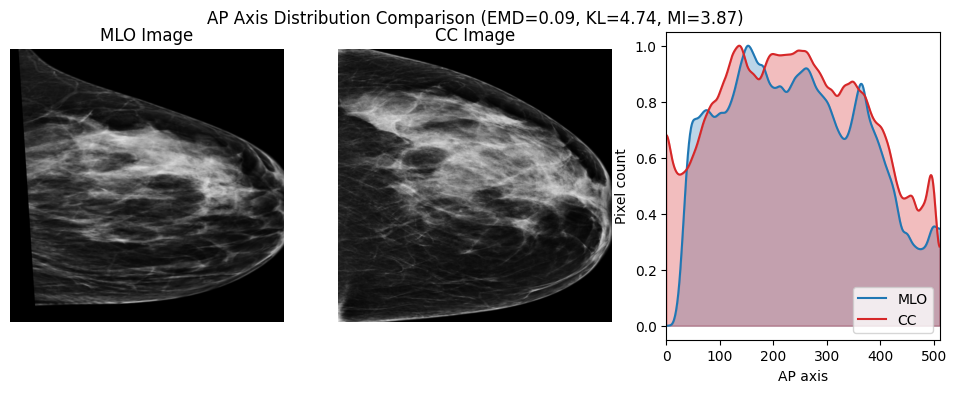 AP Axis Distribution Comparison (EMD=0.09, KL=4.74, MI=3.87)
MLO Image
CC Image
Pixel count
1.0
0.8
0.6
0.4
0.2
0.0
MLO
CC
0 100 200 300 400 500
AP axis